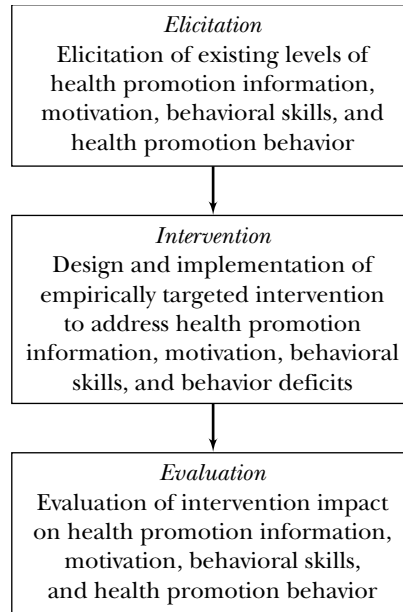 Elicitation
Elicitation of existing levels of
health promotion information,
motivation, behavioral skills, and
health promotion behavior
Intervention
Design and implementation of
empirically targeted intervention
to address health promotion
information, motivation, behavioral
skills, and behavior deficits
Evaluation
Evaluation of intervention impact
on health promotion information,
motivation, behavioral skills,
and health promotion behavior